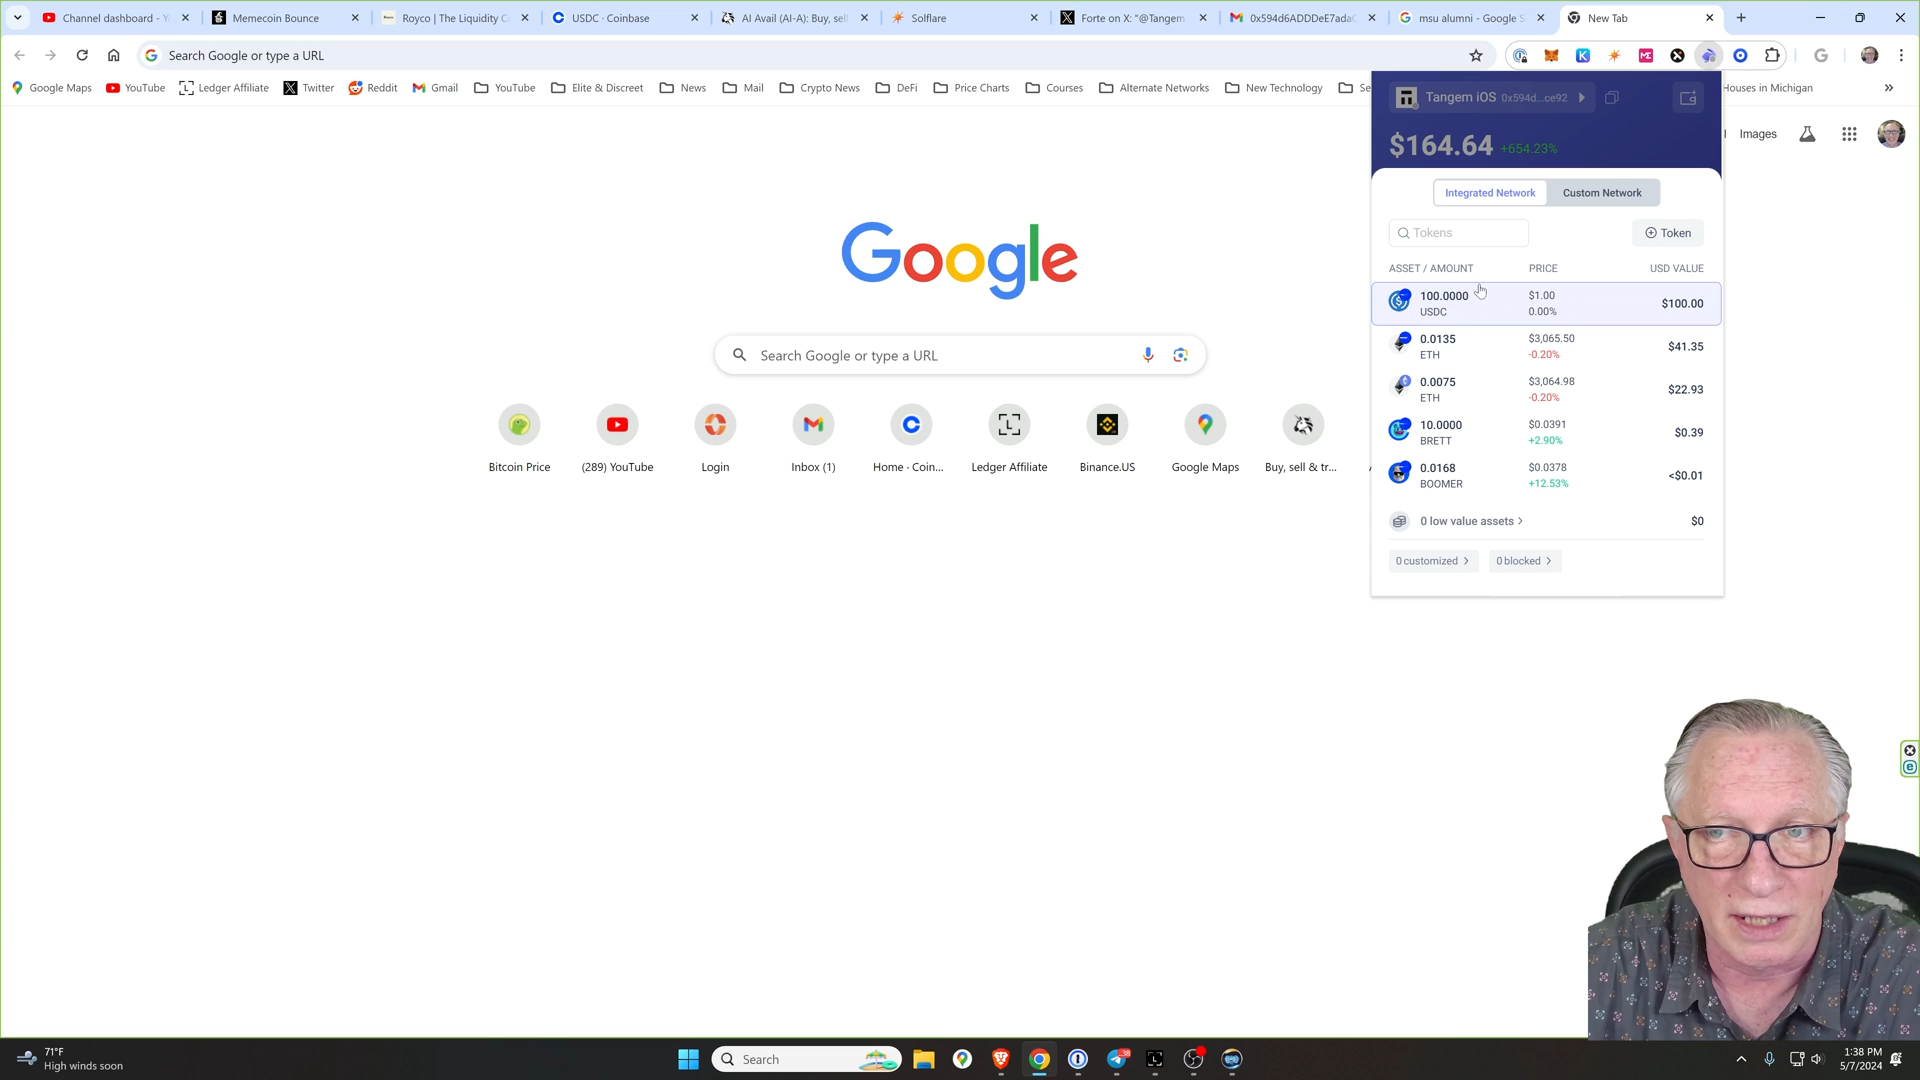 Channel dashboard - Y
Memecoin Bounce
Royco | The Liquidity C
USDC - Coinbase
AI Avail (AI-A): Buy, sel
Solflare
Forte on X: "@Tangem
0x594d6ADDDeE7ada
msu alumni - Google S
New Tab
Search Google or type a URL
Google Maps
YouTube
Ledger Affiliate
Twitter
Reddit
Gmail
YouTube
Elite & Discreet
News
Mail
Crypto News
DeFi
Price Charts
Courses
Alternate Networks
New Technology
Se
Houses in Michigan
Images
Tangem iOS 0x594d...ce92
$164.64 +654.23%
Integrated Network
Custom Network
Tokens
Token
ASSET / AMOUNT PRICE USD VALUE
100.0000 $1.00 $100.00
USDC 0.00%
0.0135 $3,065.50 $41.35
ETH -0.20%
0.0075 $3,064.98 $22.93
ETH -0.20%
10.0000 $0.0391 $0.39
BRETT +2.90%
0.0168 $0.0378 <$0.01
BOOMER +12.53%
0 low value assets > $0
0 customized >
0 blocked >
Google
Search Google or type a URL
Bitcoin Price
(289) YouTube
Login
Inbox (1)
Home - Coin...
Ledger Affiliate
Binance.US
Google Maps
Buy, sell & tr...
71°F
High winds soon
Search
38
1:38 PM
5/7/2024